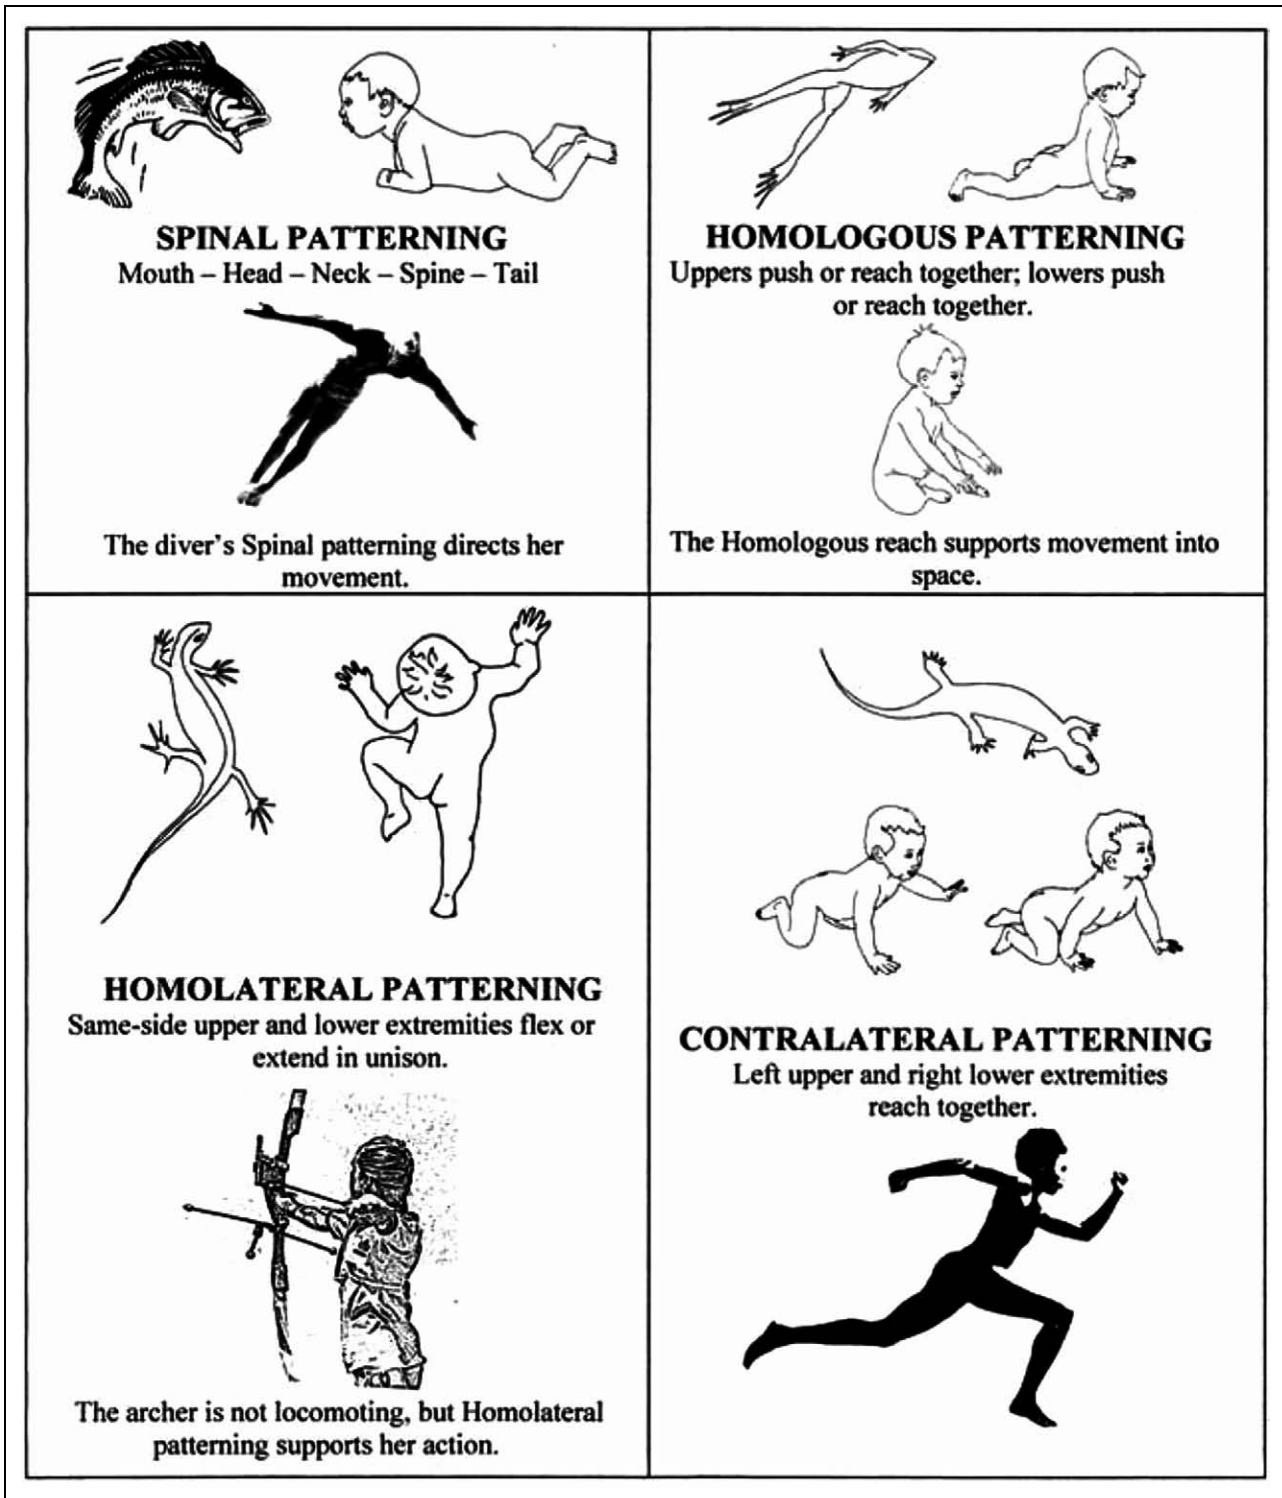 SPINAL PATTERNING
Mouth – Head – Neck – Spine – Tail
The diver's Spinal patterning directs her
movement.
HOMOLOGOUS PATTERNING
Uppers push or reach together; lowers push
or reach together.
The Homologous reach supports movement into
space.
HOMOLATERAL PATTERNING
Same-side upper and lower extremities flex or
extend in unison.
The archer is not locomoting, but Homolateral
patterning supports her action.
CONTRALATERAL PATTERNING
Left upper and right lower extremities
reach together.